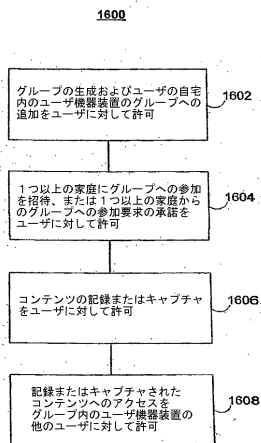 1600
グループの生成およびユーザの自宅
内のユーザ機器装置のグループへの
追加をユーザに対して許可
1602
1つ以上の家庭にグループへの参加
を招待、または1つ以上の家庭から
のグループへの参加要求の承諾を
ユーザに対して許可
1604
コンテンツの記録またはキャプチャ
をユーザに対して許可
1606
記録またはキャプチャされた
コンテンツへのアクセスを
グループ内のユーザ機器装置の
他のユーザに対して許可
1608